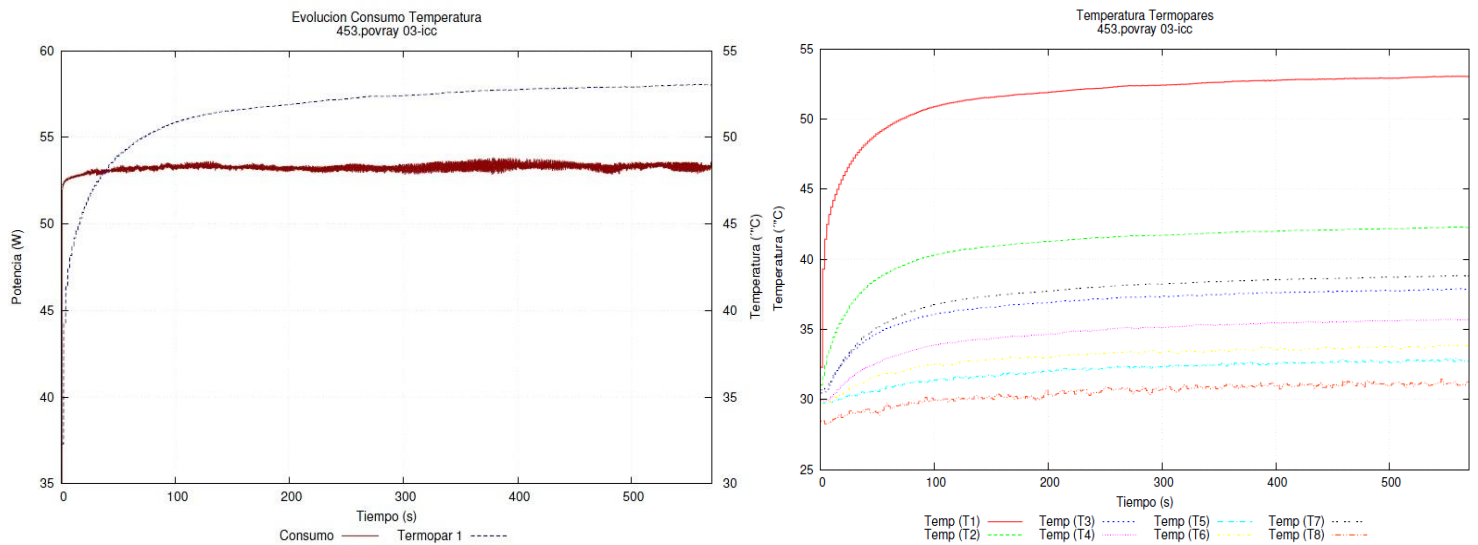 Evolucion Consumo Temperatura
453.povray 03-icc
60
55
50
45
40
35
Potencia (W)
55
50
45
40
35
30
Temperatura (°C)
0 100 200 300 400 500
Tiempo (s)
Consumo Termopar 1
Temperatura Termopares
453.povray 03-icc
55
50
45
40
35
30
25
Temperatura (°C)
0 100 200 300 400 500
Tiempo (s)
Temp (T1) Temp (T3) Temp (T5) Temp (T7)
Temp (T2) Temp (T4) Temp (T6) Temp (T8)